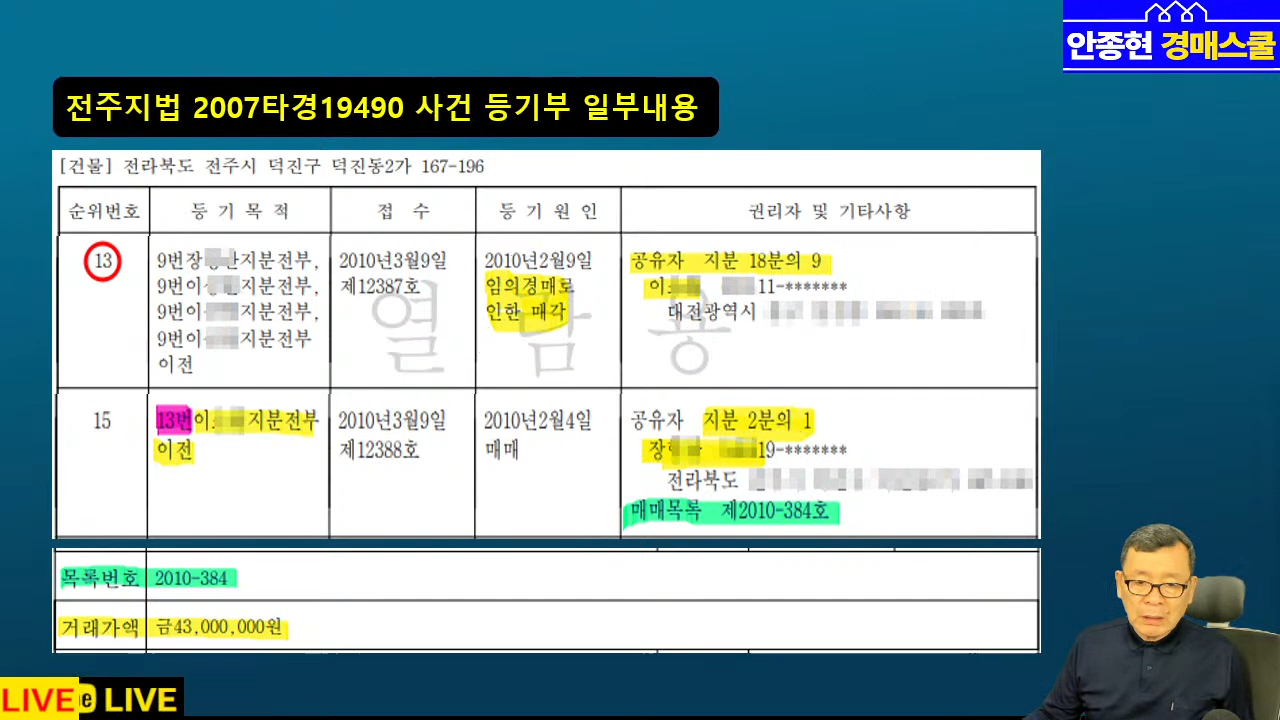 안종현 경매스쿨
전주지법 2007타경19490 사건 등기부 일부내용
[건물] 전라북도 전주시 덕진구 덕진동2가 167-196
순위번호 등 기 목 적 접 수 등 기 원 인 권리자 및 기타사항
13 9번장 지분전부, 2010년3월9일 2010년2월9일 공유자 지분 18분의 9
9번이 지분전부, 제12387호 임의경매로 이 11-*******
9번이 지분전부, 인한 매각 대전광역시
9번이 지분전부
이전
열 람 용
15 13번이 지분전부 2010년3월9일 2010년2월4일 공유자 지분 2분의 1
이전 제12388호 매매 장 19-*******
전라북도
매매목록 제2010-384호
목록번호 2010-384
거래가액 금43,000,000원
LIVE LIVE